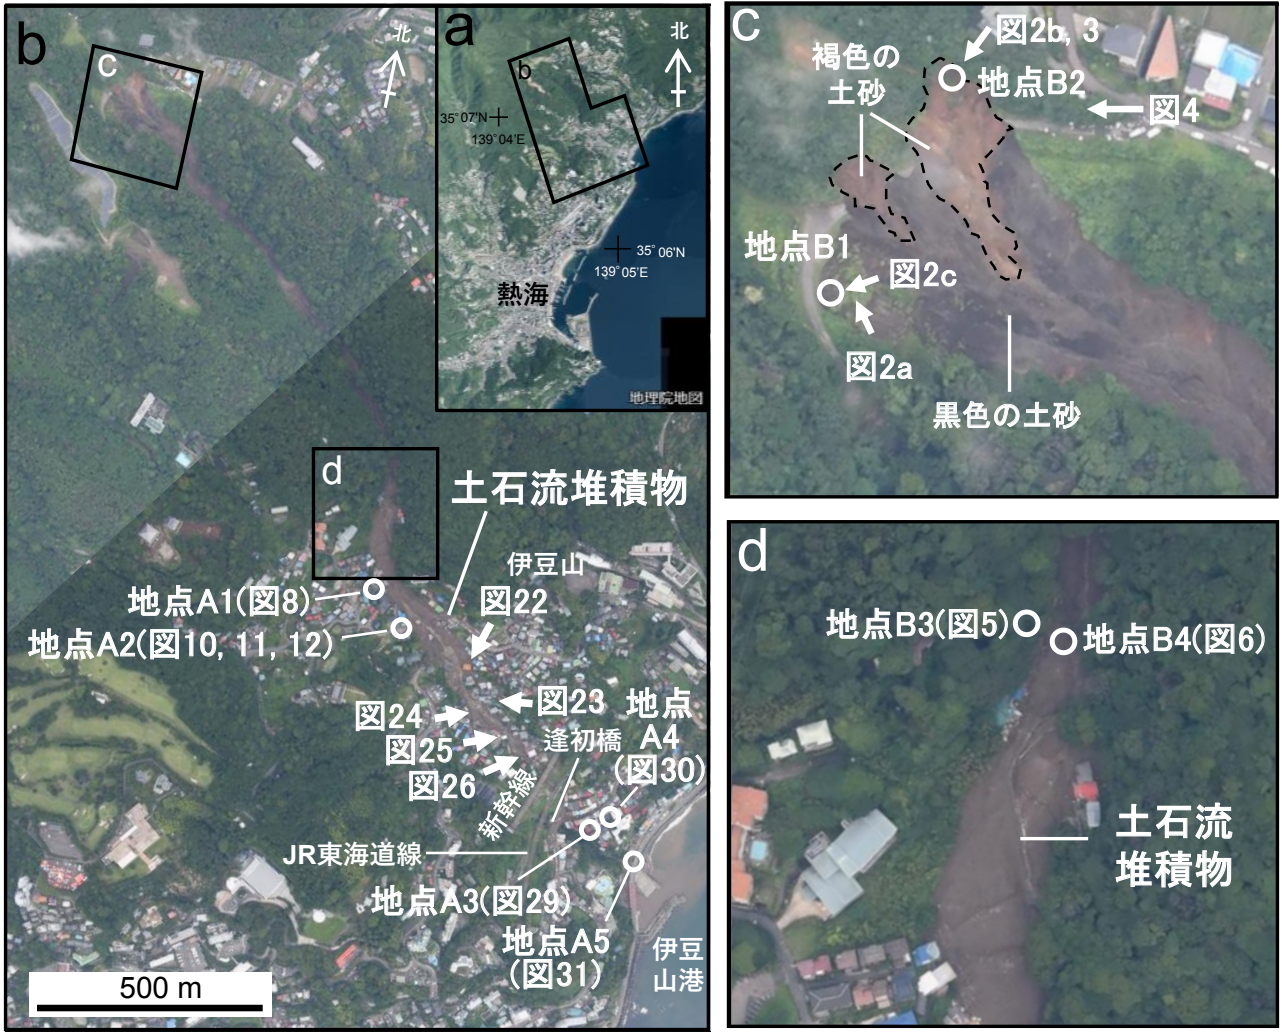 b
c
北
a
北
b
35°07'N
139°04'E
35°06'N
139°05'E
熱海
地理院地図
d
土石流堆積物
伊豆山
地点A1(図8)
図22
地点A2(図10, 11, 12)
図23
地点
A4
(図30)
図24
図25
逢初橋
図26
新幹線
JR東海道線
地点A3(図29)
地点A5
(図31)
伊豆
山港
500 m
c
図2b, 3
褐色の
土砂
地点B2
図4
地点B1
図2c
図2a
黒色の土砂
d
地点B3(図5)
地点B4(図6)
土石流
堆積物